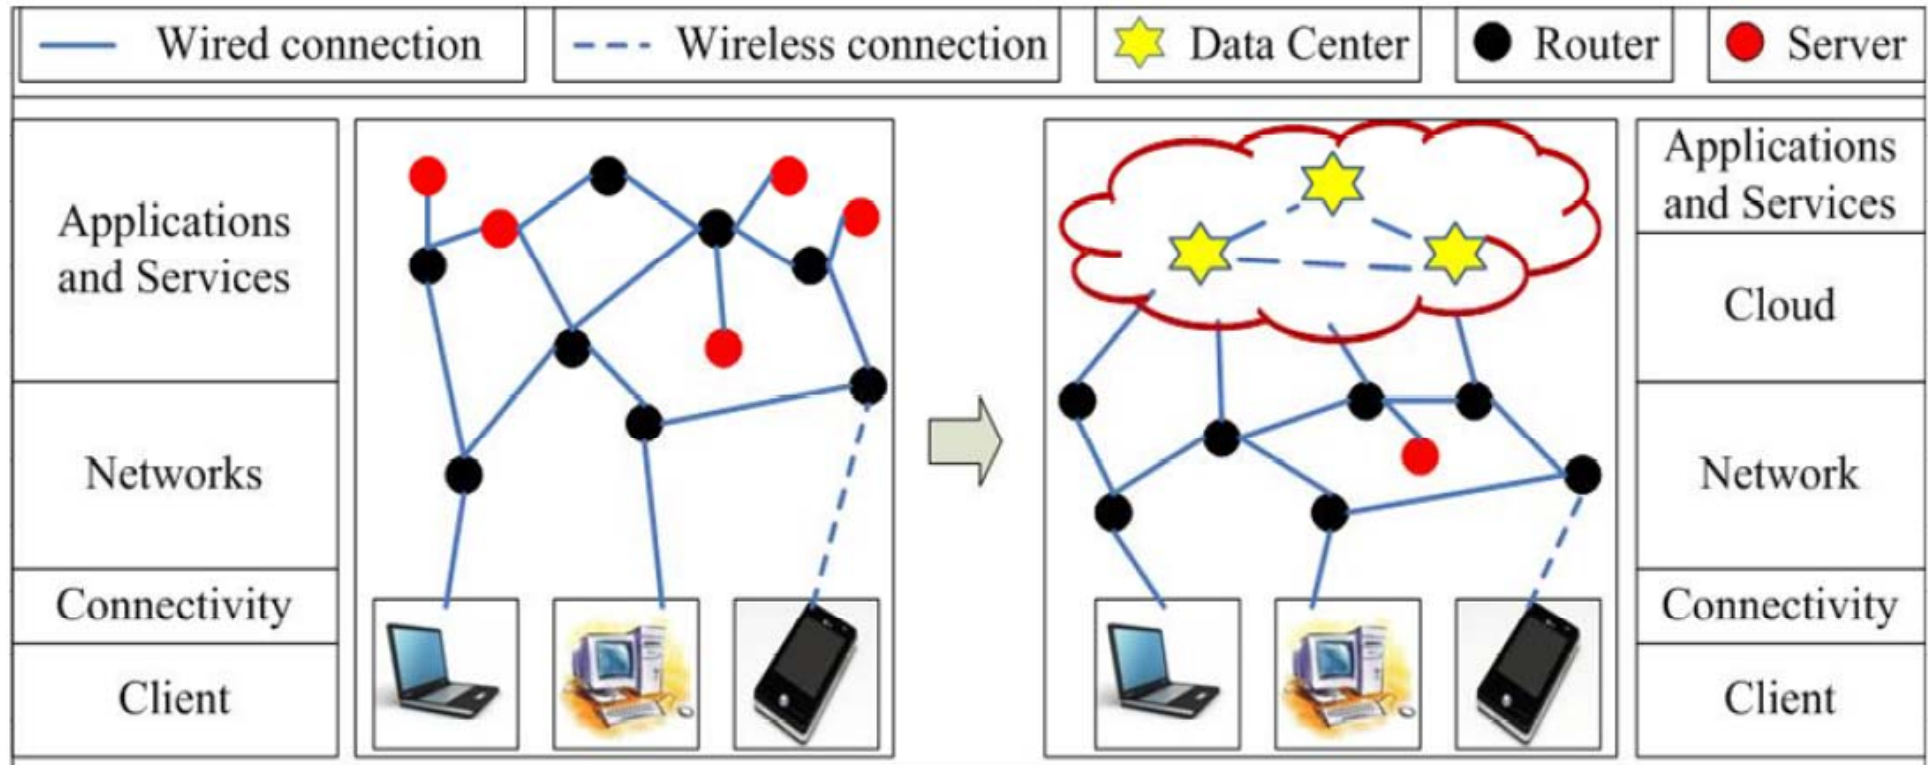 Wired connection
Wireless connection
Data Center
Router
Server
Applications
and Services
Networks
Connectivity
Client
Applications
and Services
Cloud
Network
Connectivity
Client